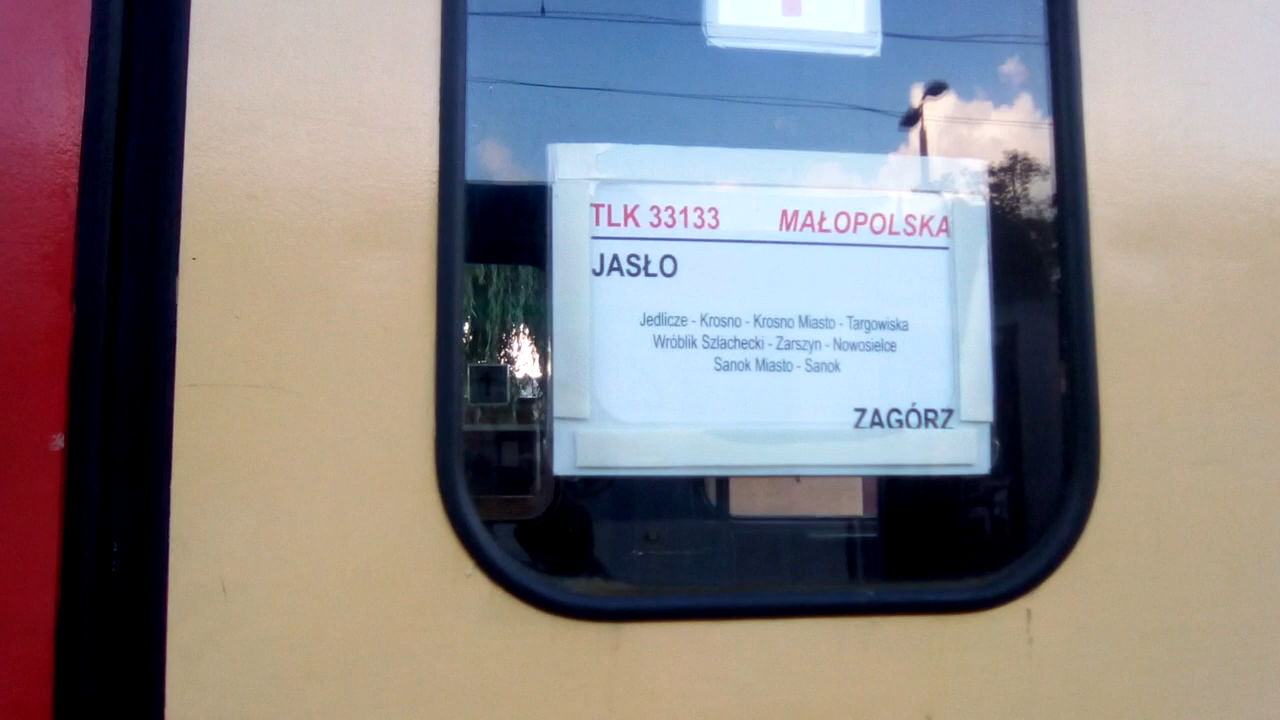 TLK 33133 MAŁOPOLSKA
JASŁO
Jedlicze - Krosno - Krosno Miasto - Targowiska
Wróblik Szlachecki - Zarszyn - Nowosielce
Sanok Miasto - Sanok
ZAGÓRZ